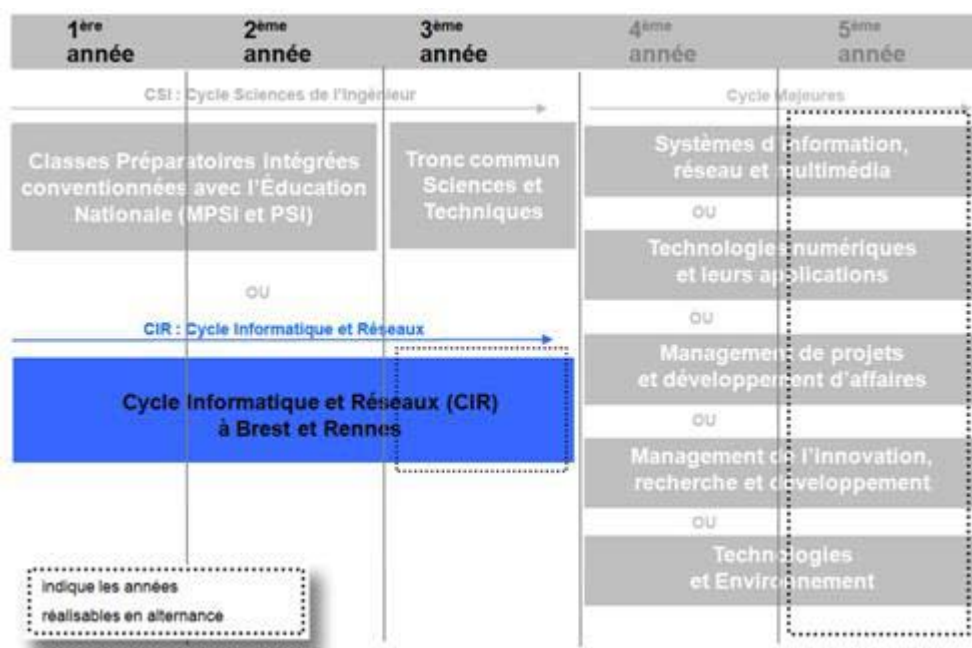 1ère année
2ème année
3ème année
4ème année
5ème année
CSI : Cycle Sciences de l'Ingénieur
Cycle Majeures
Classes Préparatoires Intégrées
conventionnées avec l'Éducation
Nationale (MPSI et PSI)
Tronc commun
Sciences et
Techniques
OU
CIR : Cycle Informatique et Réseaux
Cycle Informatique et Réseaux (CIR)
à Brest et Rennes
Systèmes d'information,
réseau et multimédia
OU
Technologies numériques
et leurs applications
OU
Management de projets
et développement d'affaires
OU
Management de l'innovation,
recherche et développement
OU
Technologies
et Environnement
indique les années
réalisables en alternance